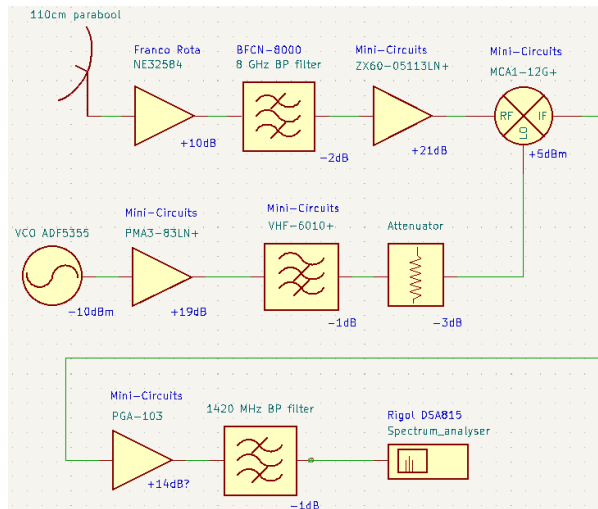 110cm parabool
Franco Rota
NE32584
+10dB
BFCN-8000
8 GHz BP filter
-2dB
Mini-Circuits
ZX60-05113LN+
+21dB
Mini-Circuits
MCA1-12G+
RF
IF
LO
+5dBm
VCO ADF5355
-10dBm
Mini-Circuits
PMA3-83LN+
+19dB
Mini-Circuits
VHF-6010+
-1dB
Attenuator
-3dB
Mini-Circuits
PGA-103
+14dB?
1420 MHz BP filter
-1dB
Rigol DSA815
Spectrum_analyser